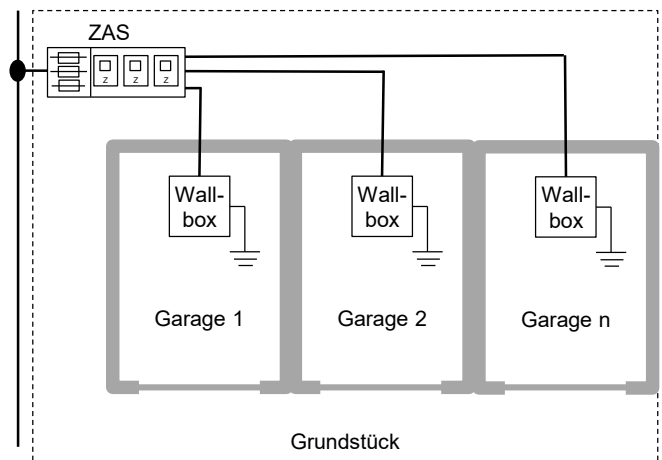 ZAS
z z z
Wall-
box
Wall-
box
Wall-
box
Garage 1
Garage 2
Garage n
Grundstück